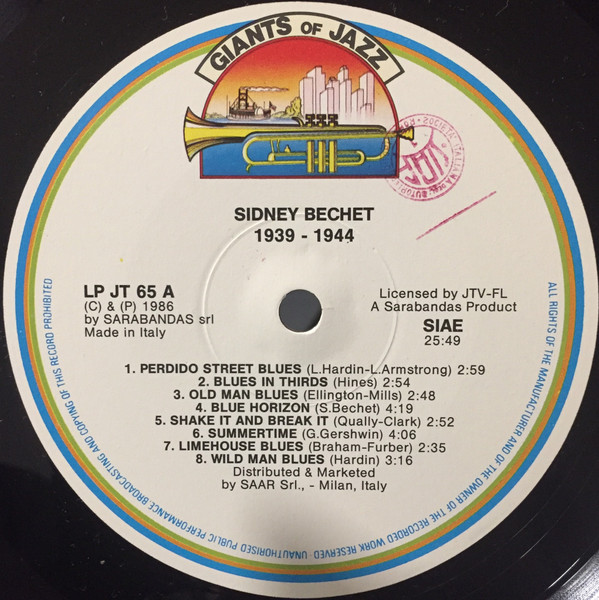 GIANTS OF JAZZ
SIDNEY BECHET
1939 - 1944
LP JT 65 A
(C) & (P) 1986
by SARABANDAS srl
Made in Italy
Licensed by JTV-FL
A Sarabandas Product
SIAE
25:49
1. PERDIDO STREET BLUES (L.Hardin-L.Armstrong) 2:59
2. BLUES IN THIRDS (Hines) 2:54
3. OLD MAN BLUES (Ellington-Mills) 2:48
4. BLUE HORIZON (S.Bechet) 4:19
5. SHAKE IT AND BREAK IT (Qually-Clark) 2:52
6. SUMMERTIME (G.Gershwin) 4:06
7. LIMEHOUSE BLUES (Braham-Furber) 2:35
8. WILD MAN BLUES (Hardin) 3:16
Distributed & Marketed
by SAAR Srl., - Milan, Italy
ALL RIGHTS OF THE MANUFACTURER AND OF THE OWNER OF THE RECORDED WORK RESERVED · UNAUTHORISED PUBLIC PERFORMANCE: BROADCASTING AND COPYING OF THIS RECORD PROHIBITED
SOCIETA ITALIANA